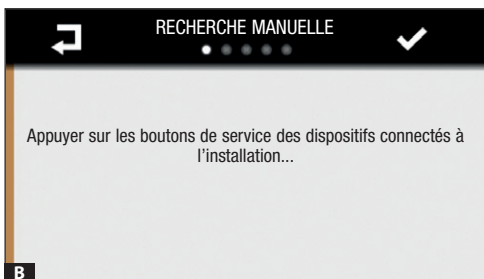 RECHERCHE MANUELLE
Appuyer sur les boutons de service des dispositifs connectés à
l'installation...
B